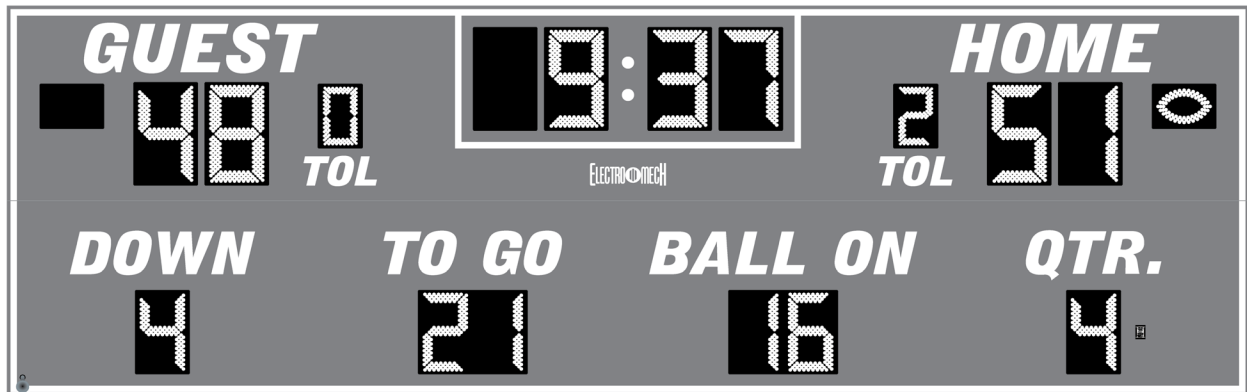 GUEST 9:37 HOME
48 0 2 51
TOL ELECTRO MECH TOL
DOWN TO GO BALL ON QTR.
4 21 16 4